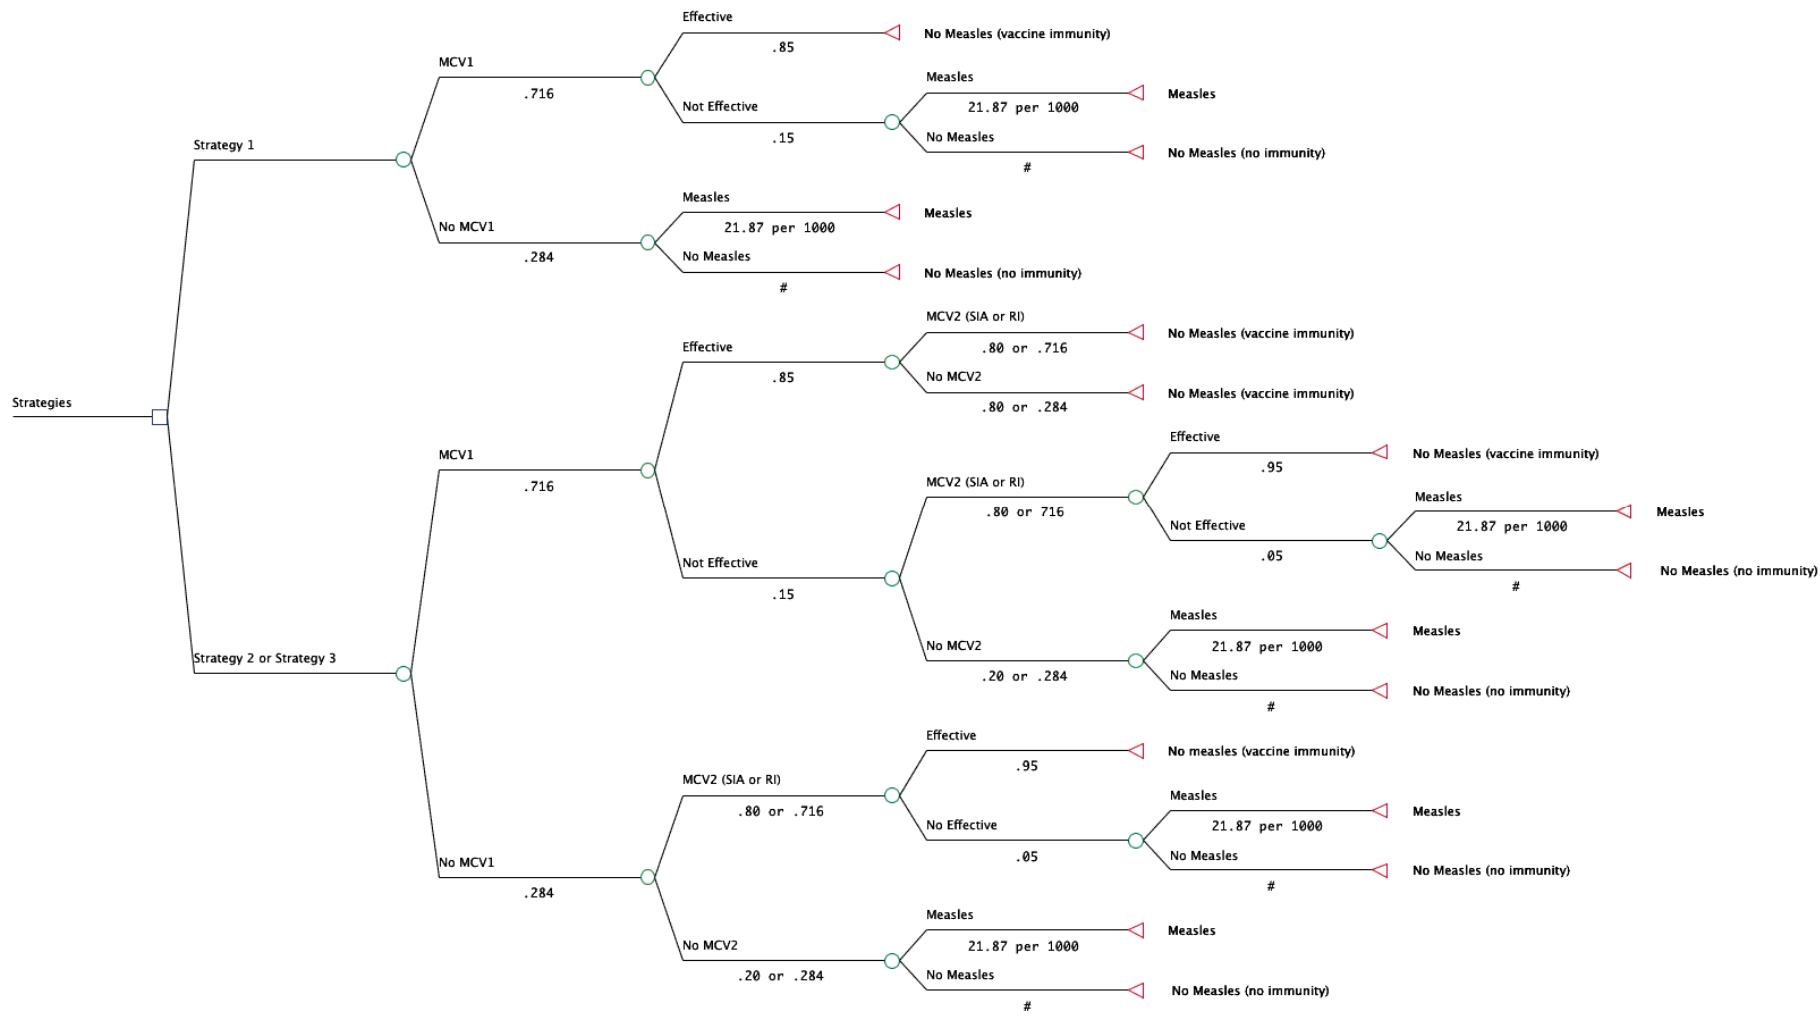 Effective
No Measles (vaccine immunity)
.85
MCV1
Measles
.716
Measles
21.87 per 1000
Not Effective
No Measles
.15
No Measles (no immunity)
#
Strategy 1
Measles
Measles
21.87 per 1000
No MCV1
No Measles
.284
No Measles (no immunity)
#
MCV2 (SIA or RI)
No Measles (vaccine immunity)
Effective
.80 or .716
.85
No MCV2
No Measles (vaccine immunity)
.80 or .284
Strategies
Effective
MCV1
No Measles (vaccine immunity)
.95
.716
MCV2 (SIA or RI)
Measles
.80 or 716
Measles
Not Effective
21.87 per 1000
.05
No Measles
No Measles (no immunity)
#
Not Effective
.15
Measles
Measles
No MCV2
21.87 per 1000
.20 or .284
No Measles
No Measles (no immunity)
#
Strategy 2 or Strategy 3
Effective
No measles (vaccine immunity)
.95
MCV2 (SIA or RI)
.80 or .716
Measles
Measles
No Effective
21.87 per 1000
.05
No Measles
No Measles (no immunity)
#
No MCV1
.284
Measles
Measles
No MCV2
21.87 per 1000
.20 or .284
No Measles
No Measles (no immunity)
#